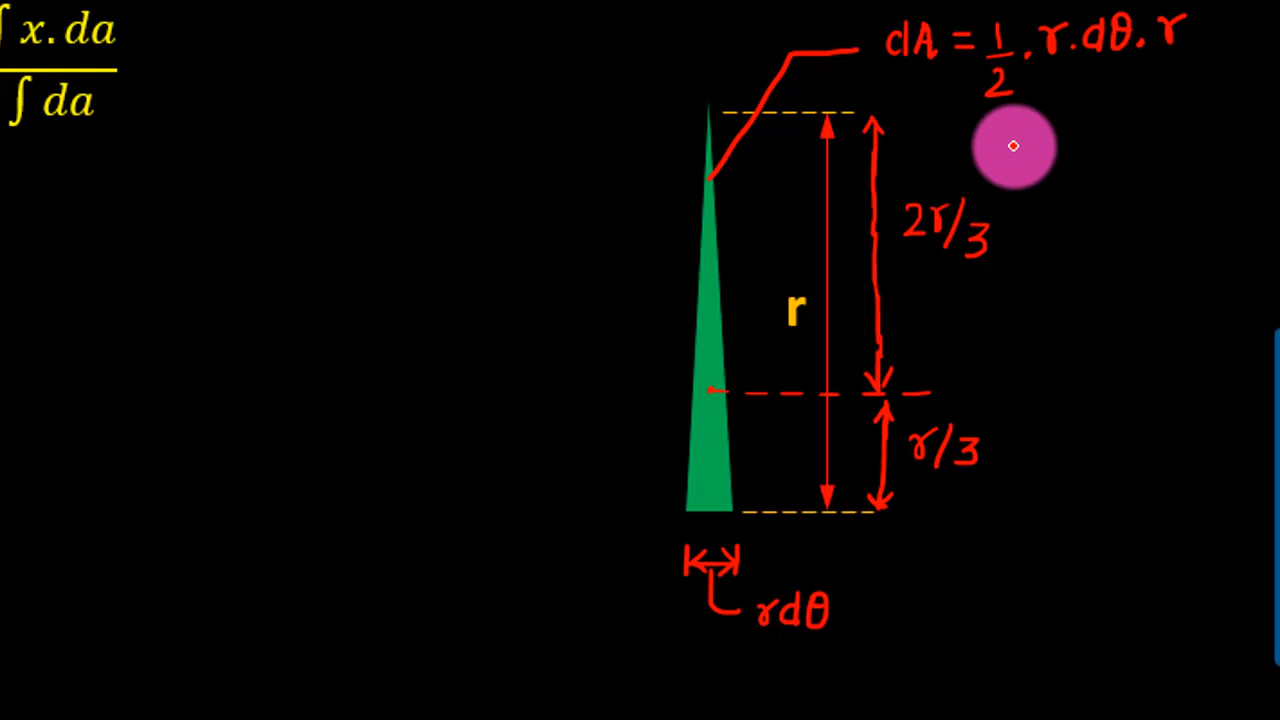 ∫ x. da
∫ da
dA = 1/2 . r.dθ. r
2r/3
r
r/3
rdθ